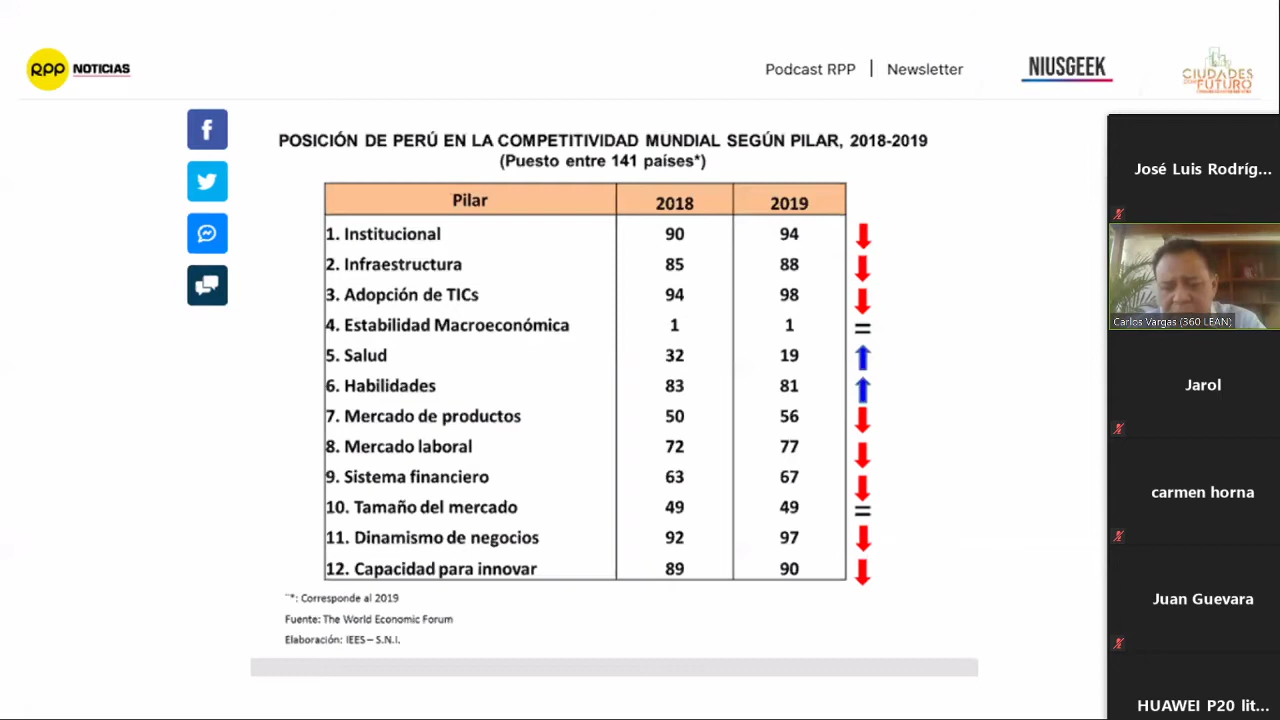 RPP NOTICIAS
Podcast RPP | Newsletter
NIUSGEEK
CIUDADES
CON FUTURO
POSICIÓN DE PERÚ EN LA COMPETITIVIDAD MUNDIAL SEGÚN PILAR, 2018-2019
(Puesto entre 141 países*)
Pilar 2018 2019
1. Institucional 90 94
2. Infraestructura 85 88
3. Adopción de TICs 94 98
4. Estabilidad Macroeconómica 1 1 =
5. Salud 32 19
6. Habilidades 83 81
7. Mercado de productos 50 56
8. Mercado laboral 72 77
9. Sistema financiero 63 67
10. Tamaño del mercado 49 49 =
11. Dinamismo de negocios 92 97
12. Capacidad para innovar 89 90
¨*: Corresponde al 2019
Fuente: The World Economic Forum
Elaboración: IEES – S.N.I.
José Luis Rodríg...
Carlos Vargas (360 LEAN)
Jarol
carmen horna
Juan Guevara
HUAWEI P20 lit...